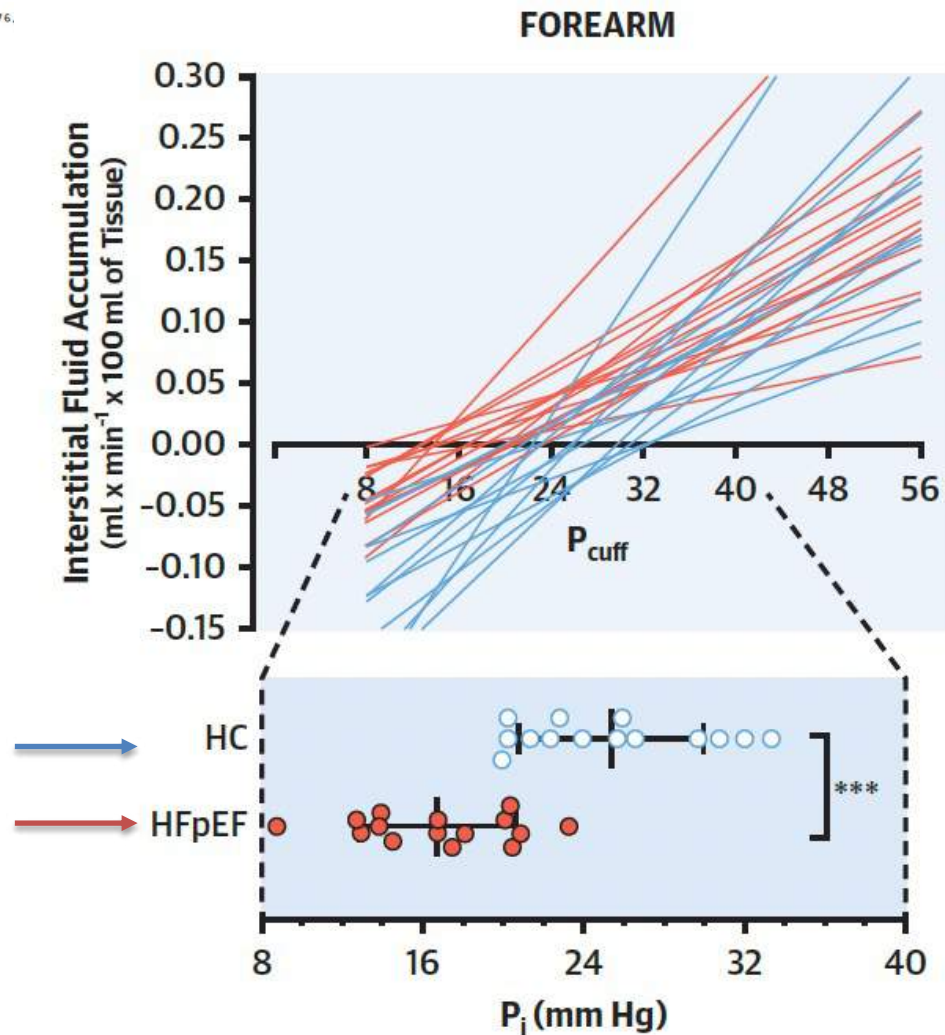 76.
FOREARM
Interstitial Fluid Accumulation
(ml x min⁻¹ x 100 ml of Tissue)
0.30
0.25
0.20
0.15
0.10
0.05
0.00
-0.05
-0.10
-0.15
8 16 24 32 40 48 56
Pcuff
HC
HFpEF
***
8 16 24 32 40
Pi (mm Hg)